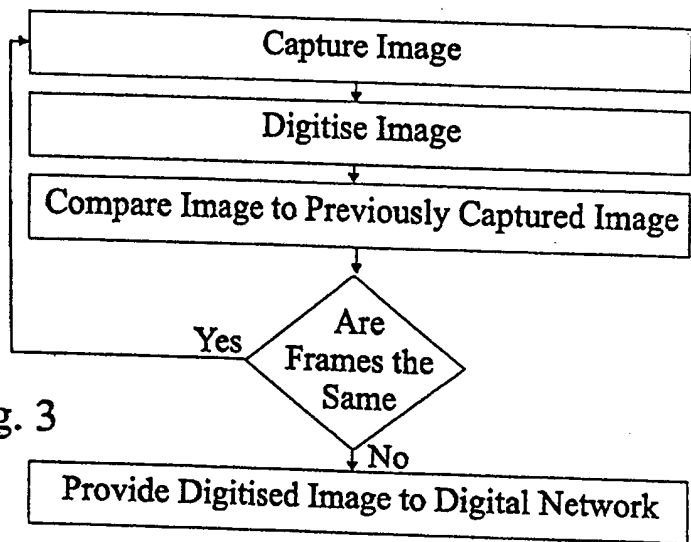 Capture Image
Digitise Image
Compare Image to Previously Captured Image
Are
Yes
Frames the
Same
g. 3
No
Provide Digitised Image to Digital Network